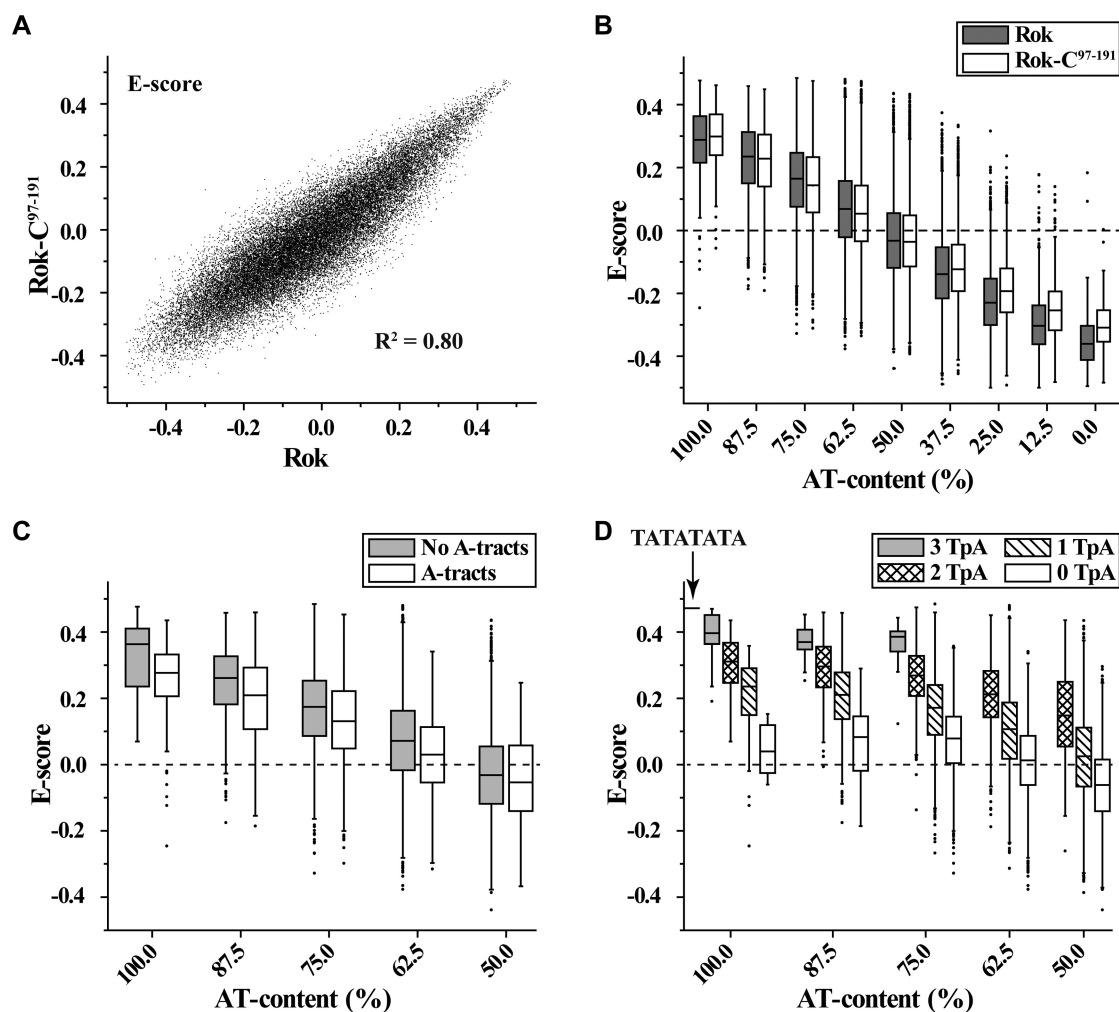 A
E-score
0.4
0.2
0.0
-0.2
-0.4
Rok-C97-191
R2 = 0.80
-0.4 -0.2 0.0 0.2 0.4
Rok
B
Rok
Rok-C97-191
0.4
0.2
0.0
-0.2
-0.4
E-score
100.0 87.5 75.0 62.5 50.0 37.5 25.0 12.5 0.0
AT-content (%)
C
No A-tracts
A-tracts
0.4
0.2
0.0
-0.2
-0.4
E-score
100.0 87.5 75.0 62.5 50.0
AT-content (%)
D
TATATATA
3 TpA 1 TpA
2 TpA 0 TpA
0.4
0.2
0.0
-0.2
-0.4
E-score
100.0 87.5 75.0 62.5 50.0
AT-content (%)